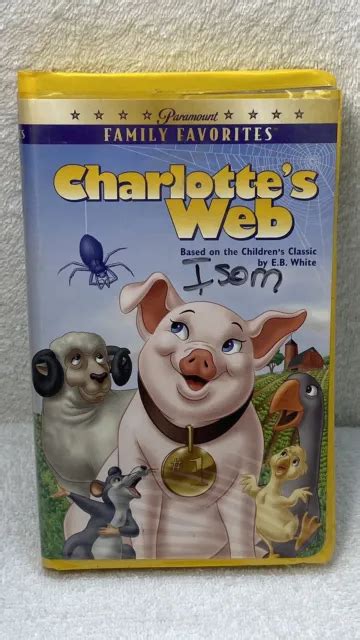 Paramount
FAMILY FAVORITES
Charlotte's
Web
Based on the Children's Classic
by E.B. White
Isom
#1